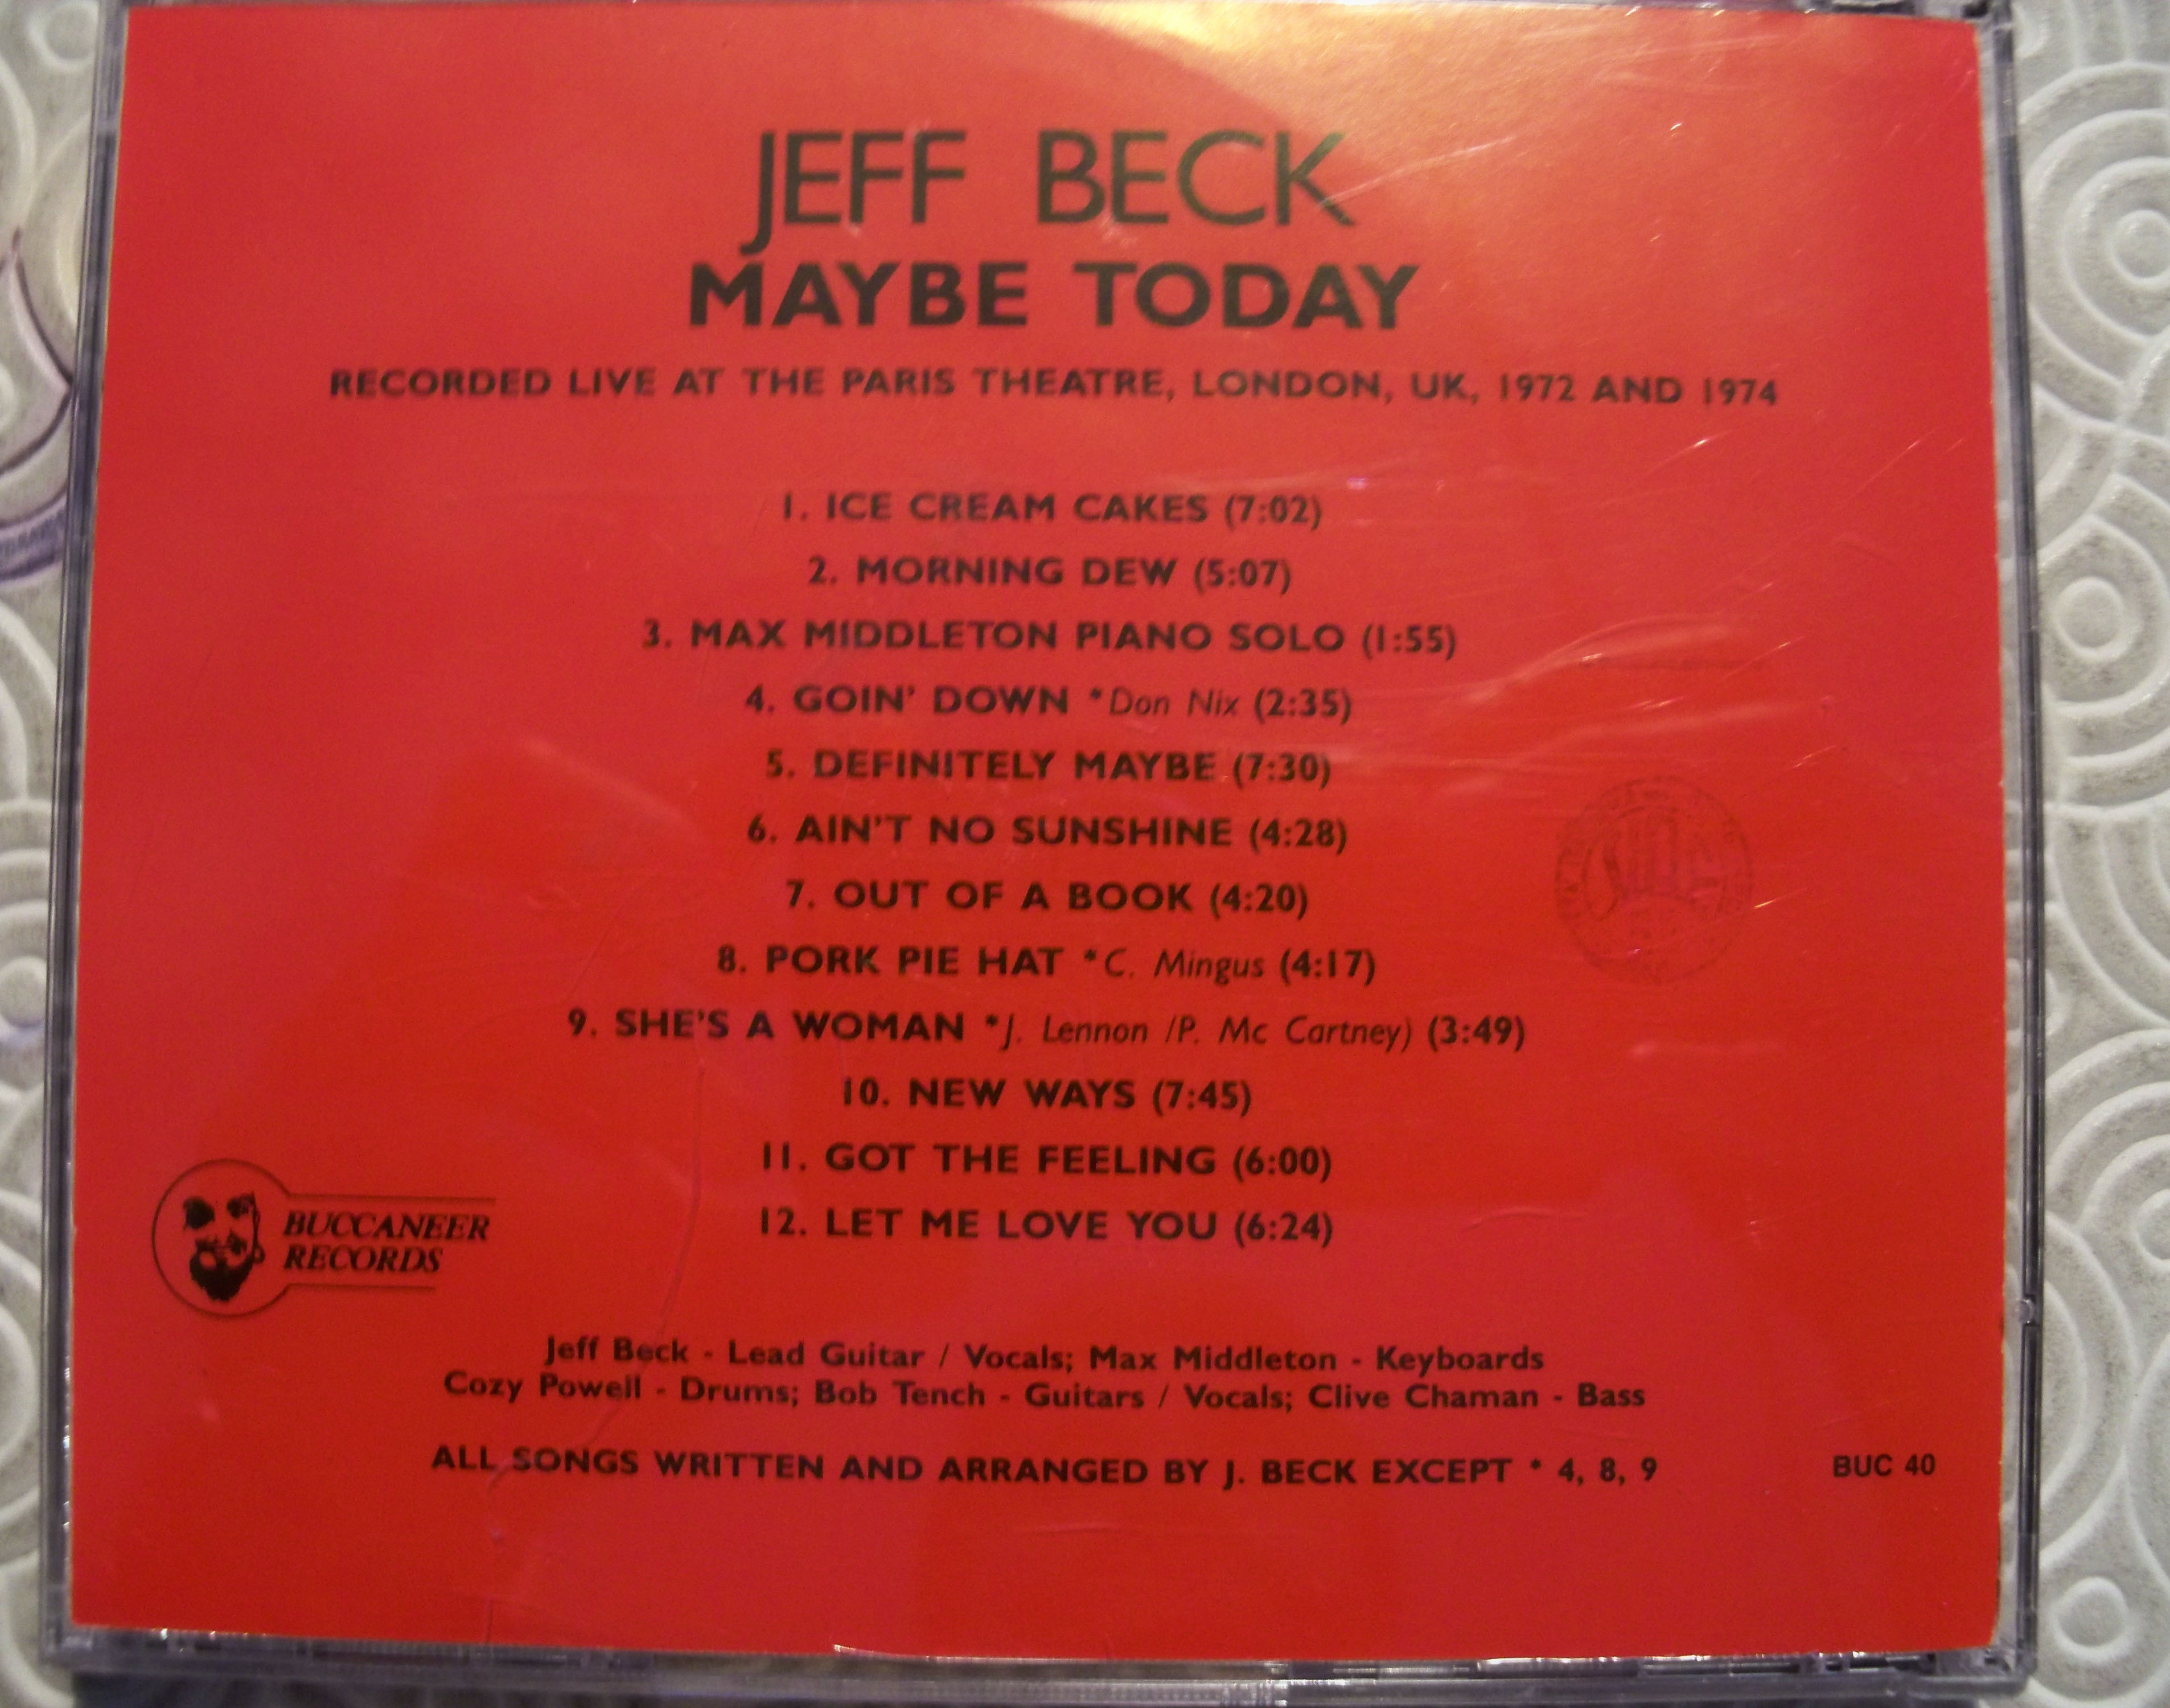 JEFF BECK
MAYBE TODAY
RECORDED LIVE AT THE PARIS THEATRE, LONDON, UK, 1972 AND 1974
1. ICE CREAM CAKES (7:02)
2. MORNING DEW (5:07)
3. MAX MIDDLETON PIANO SOLO (1:55)
4. GOIN' DOWN *Don Nix (2:35)
5. DEFINITELY MAYBE (7:30)
6. AIN'T NO SUNSHINE (4:28)
7. OUT OF A BOOK (4:20)
8. PORK PIE HAT *C. Mingus (4:17)
9. SHE'S A WOMAN *J. Lennon /P. Mc Cartney) (3:49)
10. NEW WAYS (7:45)
11. GOT THE FEELING (6:00)
12. LET ME LOVE YOU (6:24)
BUCCANEER
RECORDS
Jeff Beck - Lead Guitar / Vocals; Max Middleton - Keyboards
Cozy Powell - Drums; Bob Tench - Guitars / Vocals; Clive Chaman - Bass
ALL SONGS WRITTEN AND ARRANGED BY J. BECK EXCEPT * 4, 8, 9
BUC 40